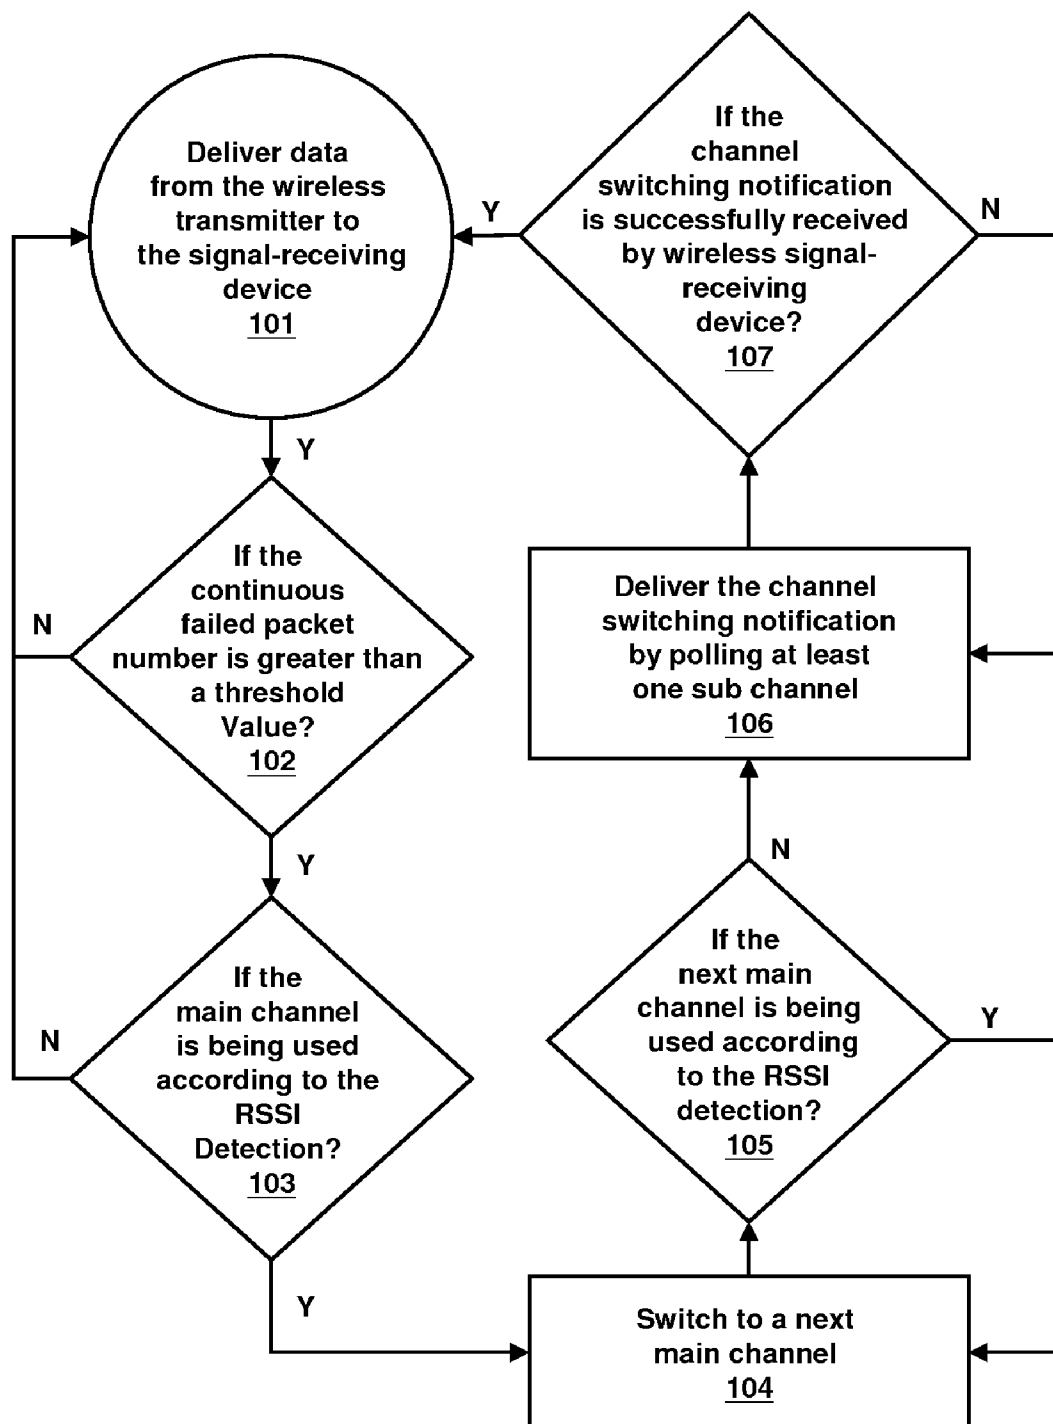 Deliver data
from the wireless
transmitter to
the signal-receiving
device
101
Y
If the
continuous
failed packet
number is greater than
a threshold
Value?
102
N
Y
If the
main channel
is being used
according to the
RSSI
Detection?
103
N
Y
Switch to a next
main channel
104
If the
next main
channel is being
used according
to the RSSI
detection?
105
Y
N
Deliver the channel
switching notification
by polling at least
one sub channel
106
If the
channel
switching notification
is successfully received
by wireless signal-
receiving
device?
107
Y
N